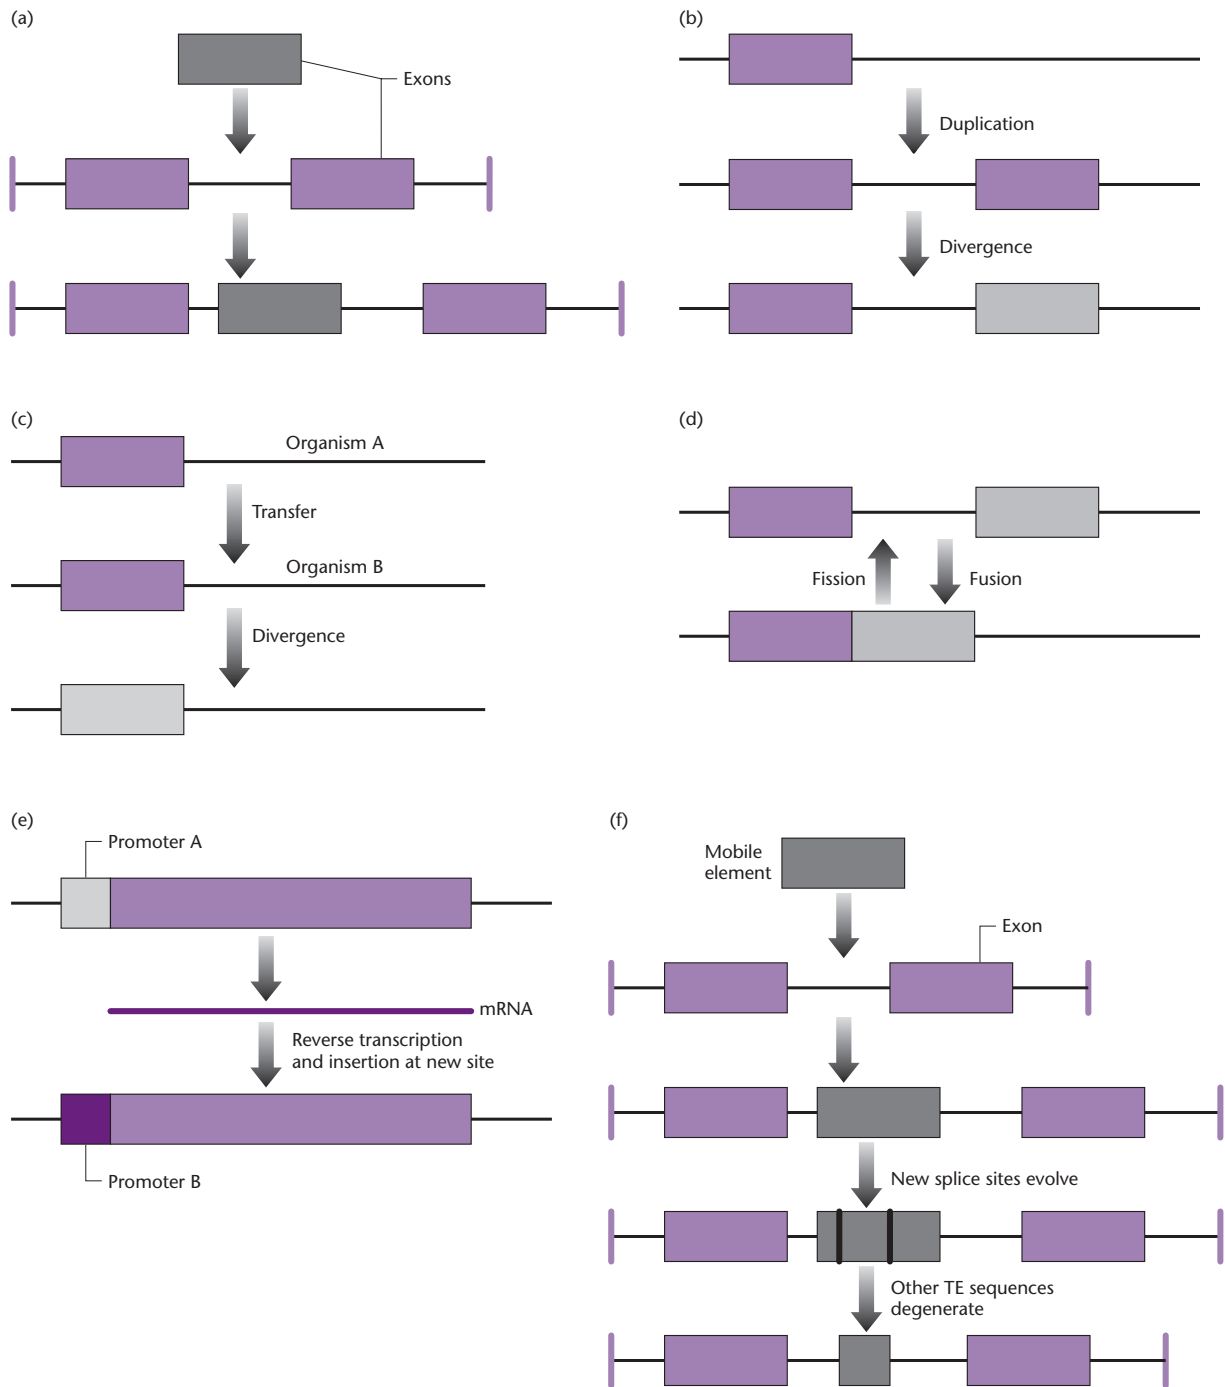 (a)
Exons
(b)
Duplication
Divergence
(c)
Organism A
Transfer
Organism B
Divergence
(d)
Fission
Fusion
(e)
Promoter A
mRNA
Reverse transcription
and insertion at new site
Promoter B
(f)
Mobile
element
Exon
New splice sites evolve
Other TE sequences
degenerate